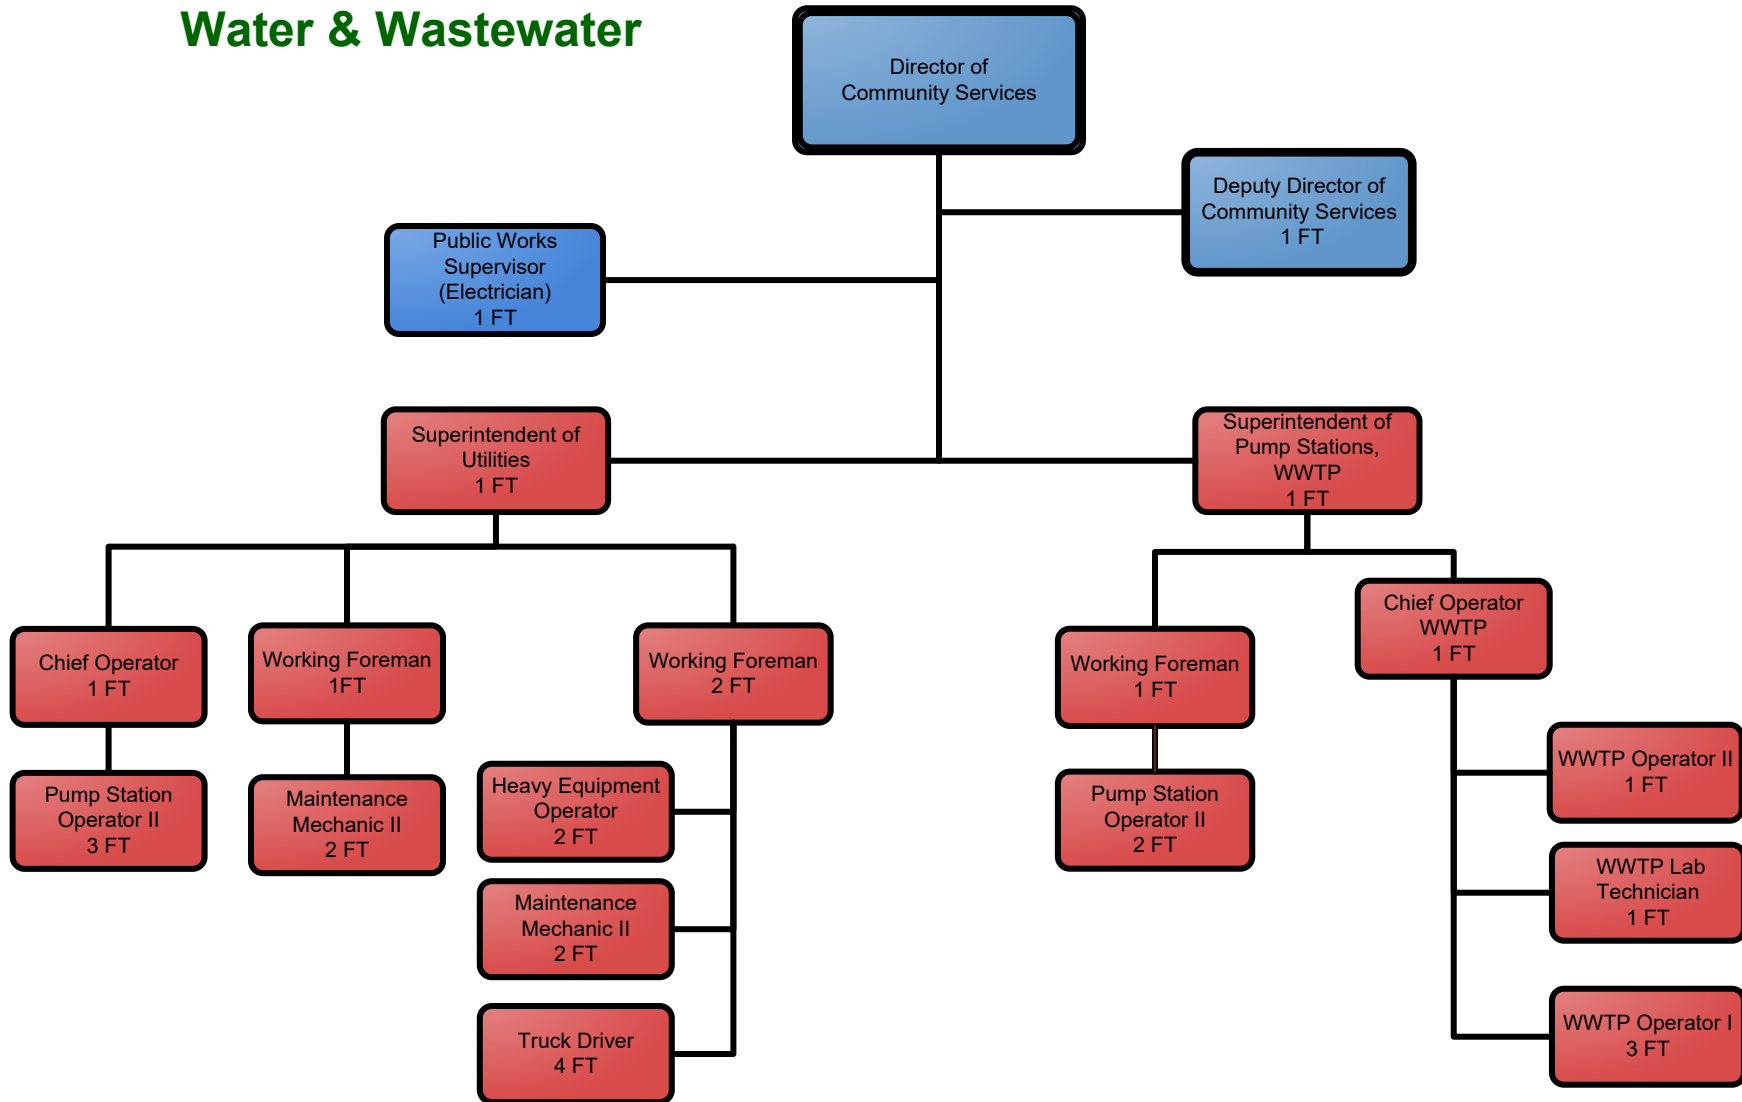 Water & Wastewater
Director of
Community Services
Deputy Director of
Community Services
1 FT
Public Works
Supervisor
(Electrician)
1 FT
Superintendent of
Utilities
1 FT
Superintendent of
Pump Stations,
WWTP
1 FT
Chief Operator
1 FT
Working Foreman
1FT
Working Foreman
2 FT
Working Foreman
1 FT
Chief Operator
WWTP
1 FT
Pump Station
Operator II
3 FT
Maintenance
Mechanic II
2 FT
Heavy Equipment
Operator
2 FT
Maintenance
Mechanic II
2 FT
Truck Driver
4 FT
Pump Station
Operator II
2 FT
WWTP Operator II
1 FT
WWTP Lab
Technician
1 FT
WWTP Operator I
3 FT